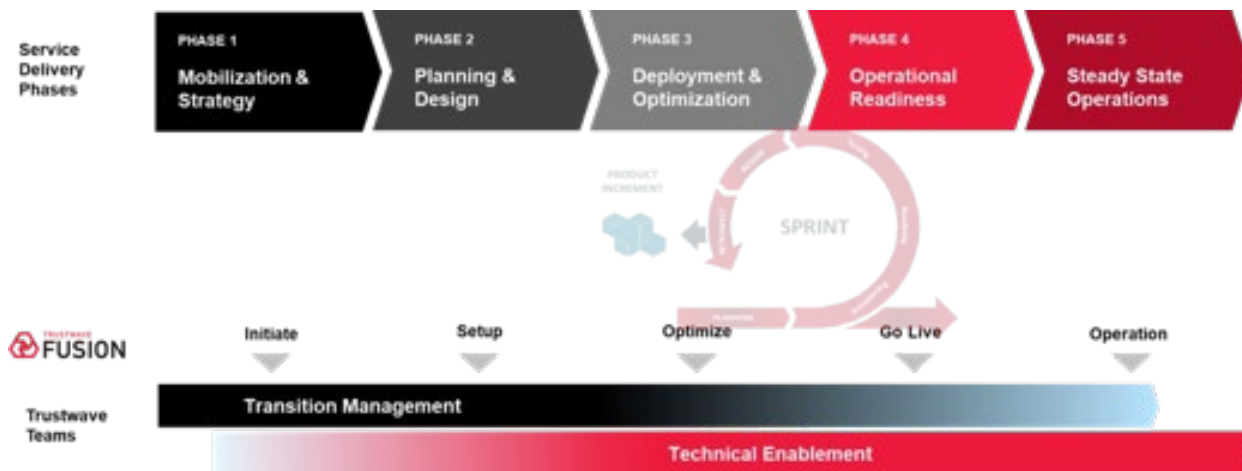 Service
Delivery
Phases
PHASE 1
Mobilization &
Strategy
PHASE 2
Planning &
Design
PHASE 3
Deployment &
Optimization
PHASE 4
Operational
Readiness
PHASE 5
Steady State
Operations
PRODUCT
INCREMENT
SPRINT
PLANNING
TRUSTWAVE
FUSION
Initiate
Setup
Optimize
Go Live
Operation
Trustwave
Teams
Transition Management
Technical Enablement